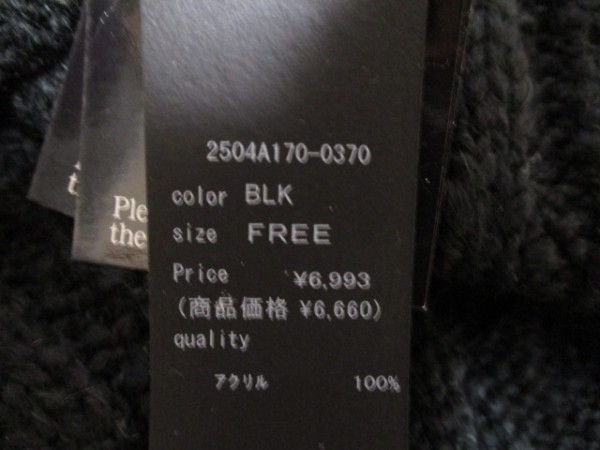 2504A170-0370
color BLK
size FREE
Price ¥6,993
(商品価格 ¥6,660)
quality
アクリル 100%
the